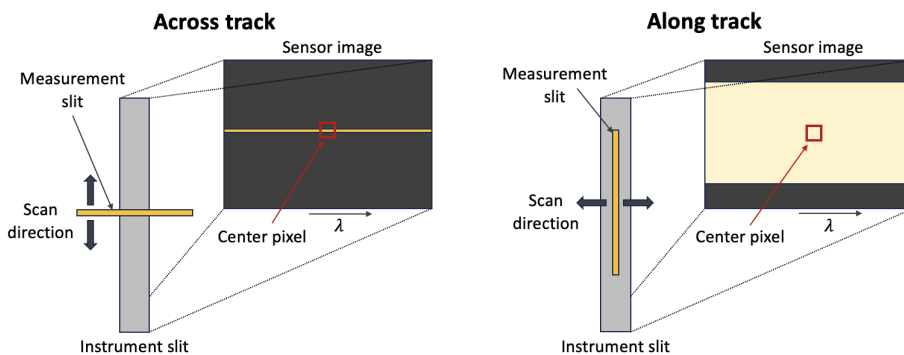 Across track
Sensor image
Measurement
slit
Scan
direction
Center pixel
λ
Instrument slit
Along track
Sensor image
Measurement
slit
Scan
direction
Center pixel
λ
Instrument slit